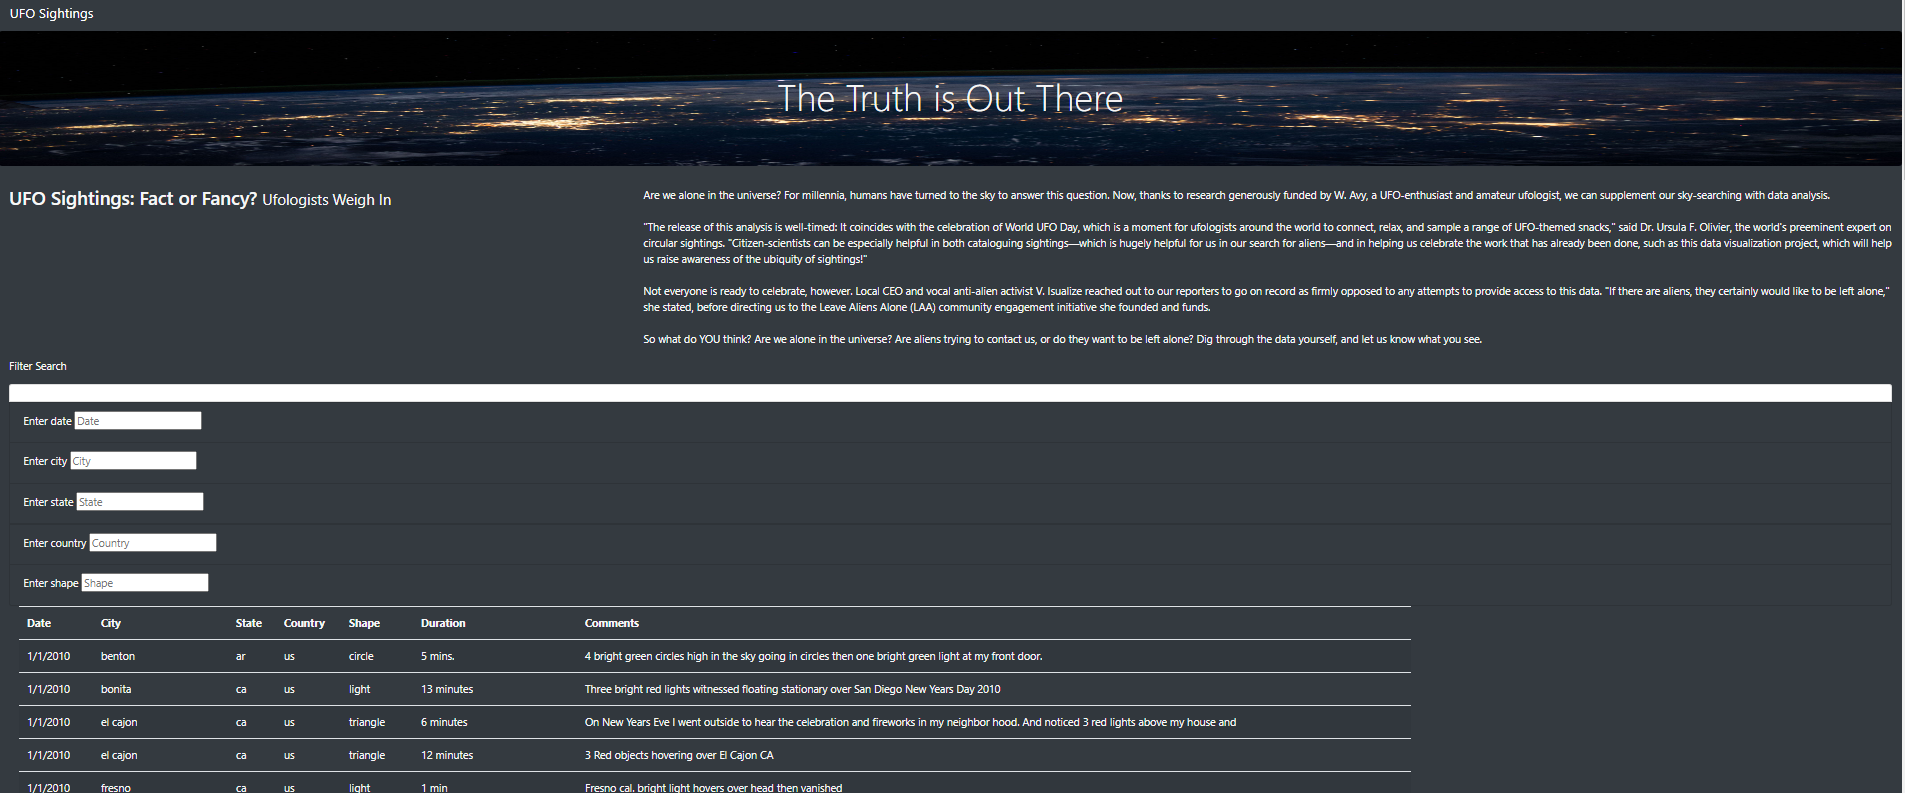 UFO Sightings
The Truth is Out There
UFO Sightings: Fact or Fancy? Ufologists Weigh In
Are we alone in the universe? For millennia, humans have turned to the sky to answer this question. Now, thanks to research generously funded by W. Avy, a UFO-enthusiast and amateur ufologist, we can supplement our sky-searching with data analysis.
"The release of this analysis is well-timed: It coincides with the celebration of World UFO Day, which is a moment for ufologists around the world to connect, relax, and sample a range of UFO-themed snacks," said Dr. Ursula F. Olivier, the world's preeminent expert on
circular sightings. "Citizen-scientists can be especially helpful in both cataloguing sightings—which is hugely helpful for us in our search for aliens—and in helping us celebrate the work that has already been done, such as this data visualization project, which will help
us raise awareness of the ubiquity of sightings!"
Not everyone is ready to celebrate, however. Local CEO and vocal anti-alien activist V. Isualize reached out to our reporters to go on record as firmly opposed to any attempts to provide access to this data. "If there are aliens, they certainly would like to be left alone,"
she stated, before directing us to the Leave Aliens Alone (LAA) community engagement initiative she founded and funds.
So what do YOU think? Are we alone in the universe? Are aliens trying to contact us, or do they want to be left alone? Dig through the data yourself, and let us know what you see.
Filter Search
Enter date Date
Enter city City
Enter state State
Enter country Country
Enter shape Shape
Date City State Country Shape Duration Comments
1/1/2010 benton ar us circle 5 mins. 4 bright green circles high in the sky going in circles then one bright green light at my front door.
1/1/2010 bonita ca us light 13 minutes Three bright red lights witnessed floating stationary over San Diego New Years Day 2010
1/1/2010 el cajon ca us triangle 6 minutes On New Years Eve I went outside to hear the celebration and fireworks in my neighbor hood. And noticed 3 red lights above my house and
1/1/2010 el cajon ca us triangle 12 minutes 3 Red objects hovering over El Cajon CA
1/1/2010 fresno ca us light 1 min Fresno cal. bright light hovers over head then vanished